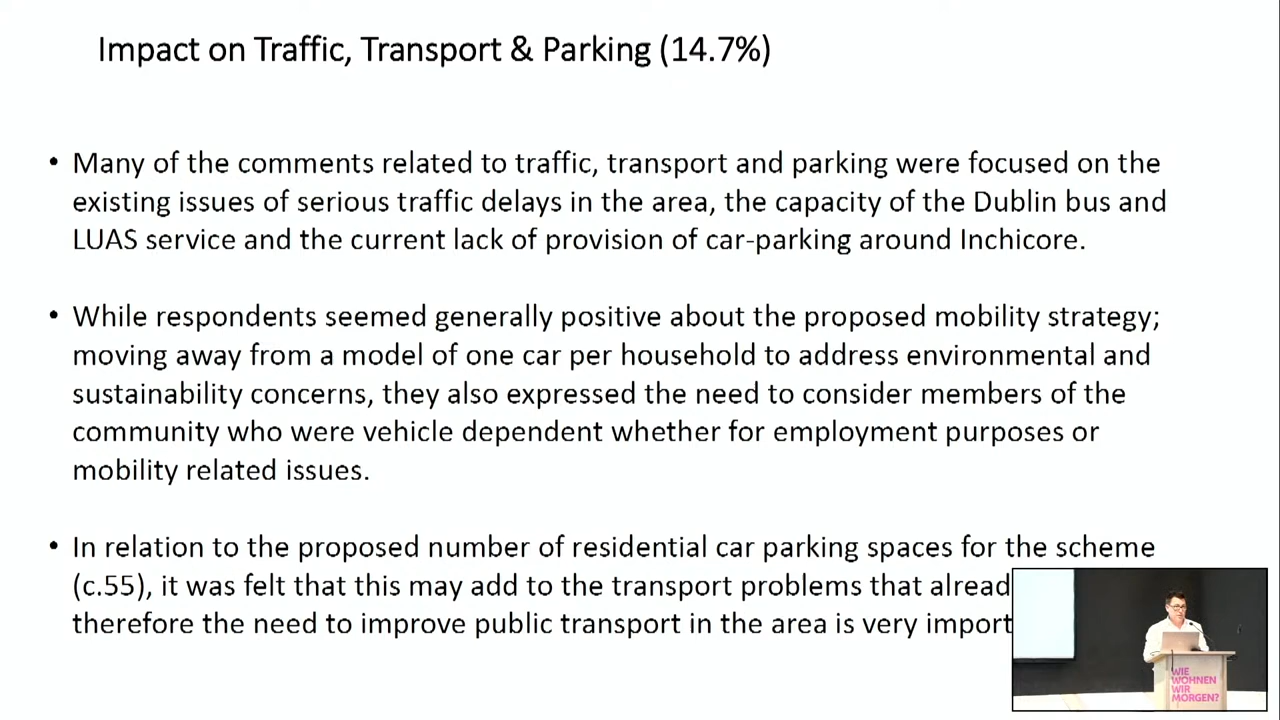 Impact on Traffic, Transport & Parking (14.7%)
• Many of the comments related to traffic, transport and parking were focused on the
existing issues of serious traffic delays in the area, the capacity of the Dublin bus and
LUAS service and the current lack of provision of car-parking around Inchicore.
• While respondents seemed generally positive about the proposed mobility strategy;
moving away from a model of one car per household to address environmental and
sustainability concerns, they also expressed the need to consider members of the
community who were vehicle dependent whether for employment purposes or
mobility related issues.
• In relation to the proposed number of residential car parking spaces for the scheme
(c.55), it was felt that this may add to the transport problems that alread
therefore the need to improve public transport in the area is very import
WIE
WOHNEN
WIR
MORGEN?